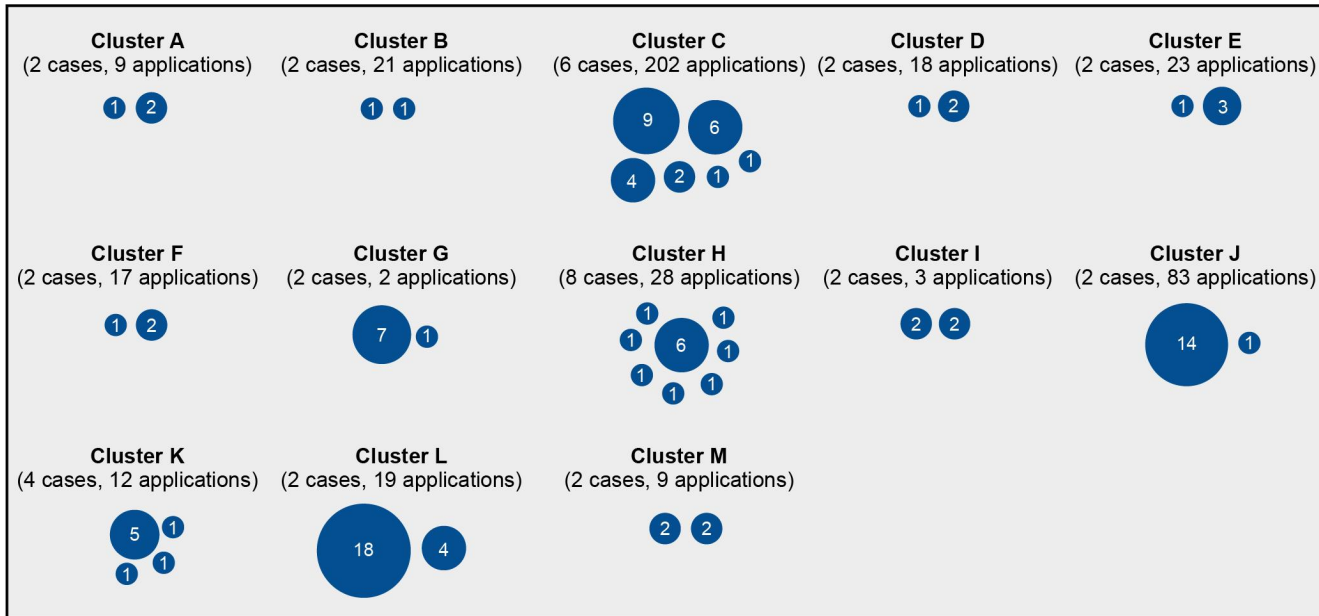 Cluster A
(2 cases, 9 applications)
1 2
Cluster B
(2 cases, 21 applications)
1 1
Cluster C
(6 cases, 202 applications)
9 6
1
4 2 1
Cluster D
(2 cases, 18 applications)
1 2
Cluster E
(2 cases, 23 applications)
1 3
Cluster F
(2 cases, 17 applications)
1 2
Cluster G
(2 cases, 2 applications)
7 1
Cluster H
(8 cases, 28 applications)
1 1
1 6 1
1 1
1
Cluster I
(2 cases, 3 applications)
2 2
Cluster J
(2 cases, 83 applications)
14 1
Cluster K
(4 cases, 12 applications)
5 1
1 1
Cluster L
(2 cases, 19 applications)
18 4
Cluster M
(2 cases, 9 applications)
2 2